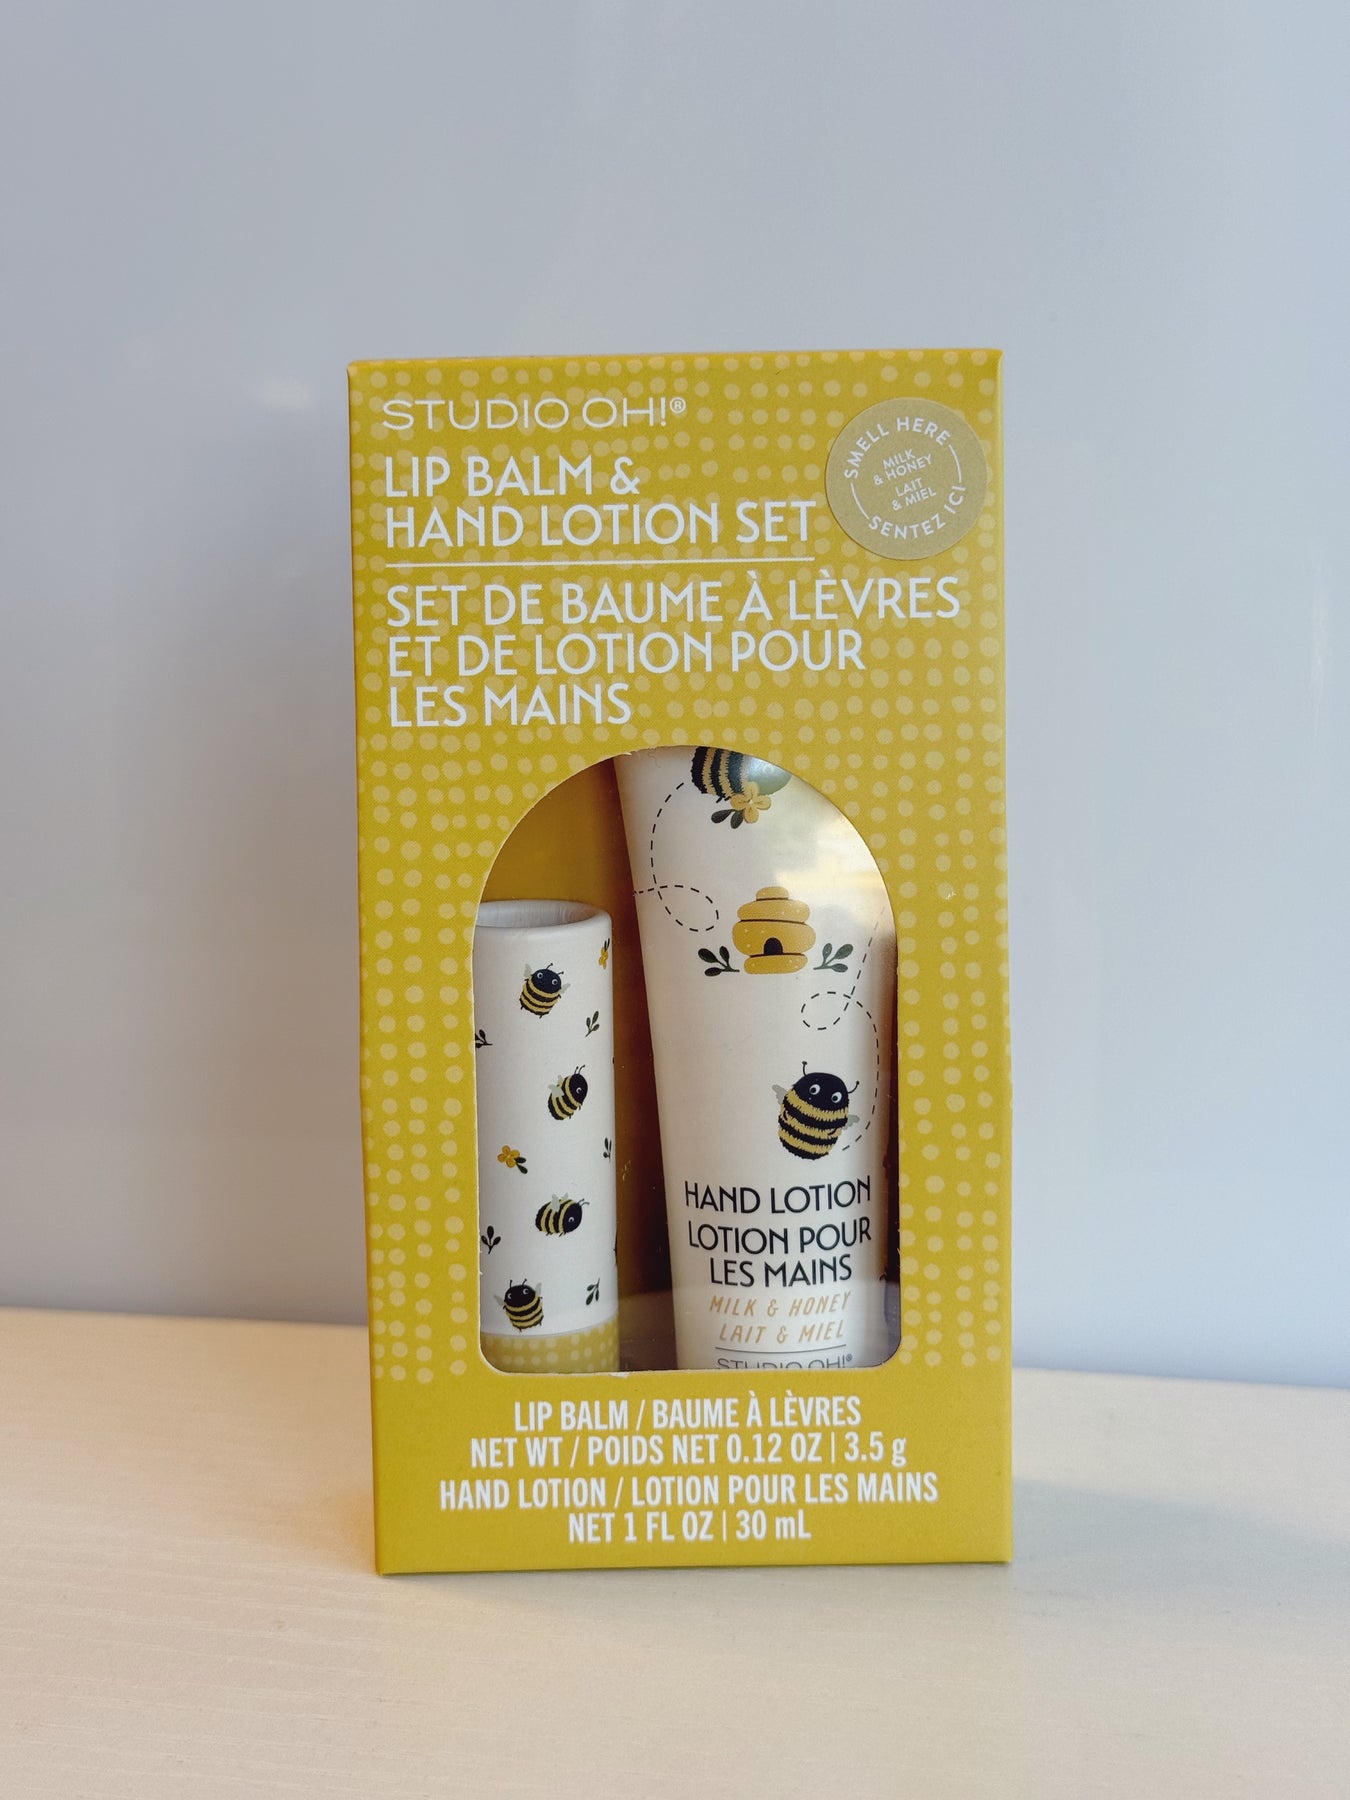 STUDIO OH!®
LIP BALM &
HAND LOTION SET
SET DE BAUME À LÈVRES
ET DE LOTION POUR
LES MAINS
SMELL HERE
MILK
& HONEY
LAIT
& MIEL
SENTEZ ICI
HAND LOTION
LOTION POUR
LES MAINS
MILK & HONEY
LAIT & MIEL
STUDIO OH!®
LIP BALM / BAUME À LÈVRES
NET WT / POIDS NET 0.12 OZ | 3.5 g
HAND LOTION / LOTION POUR LES MAINS
NET 1 FL OZ | 30 mL